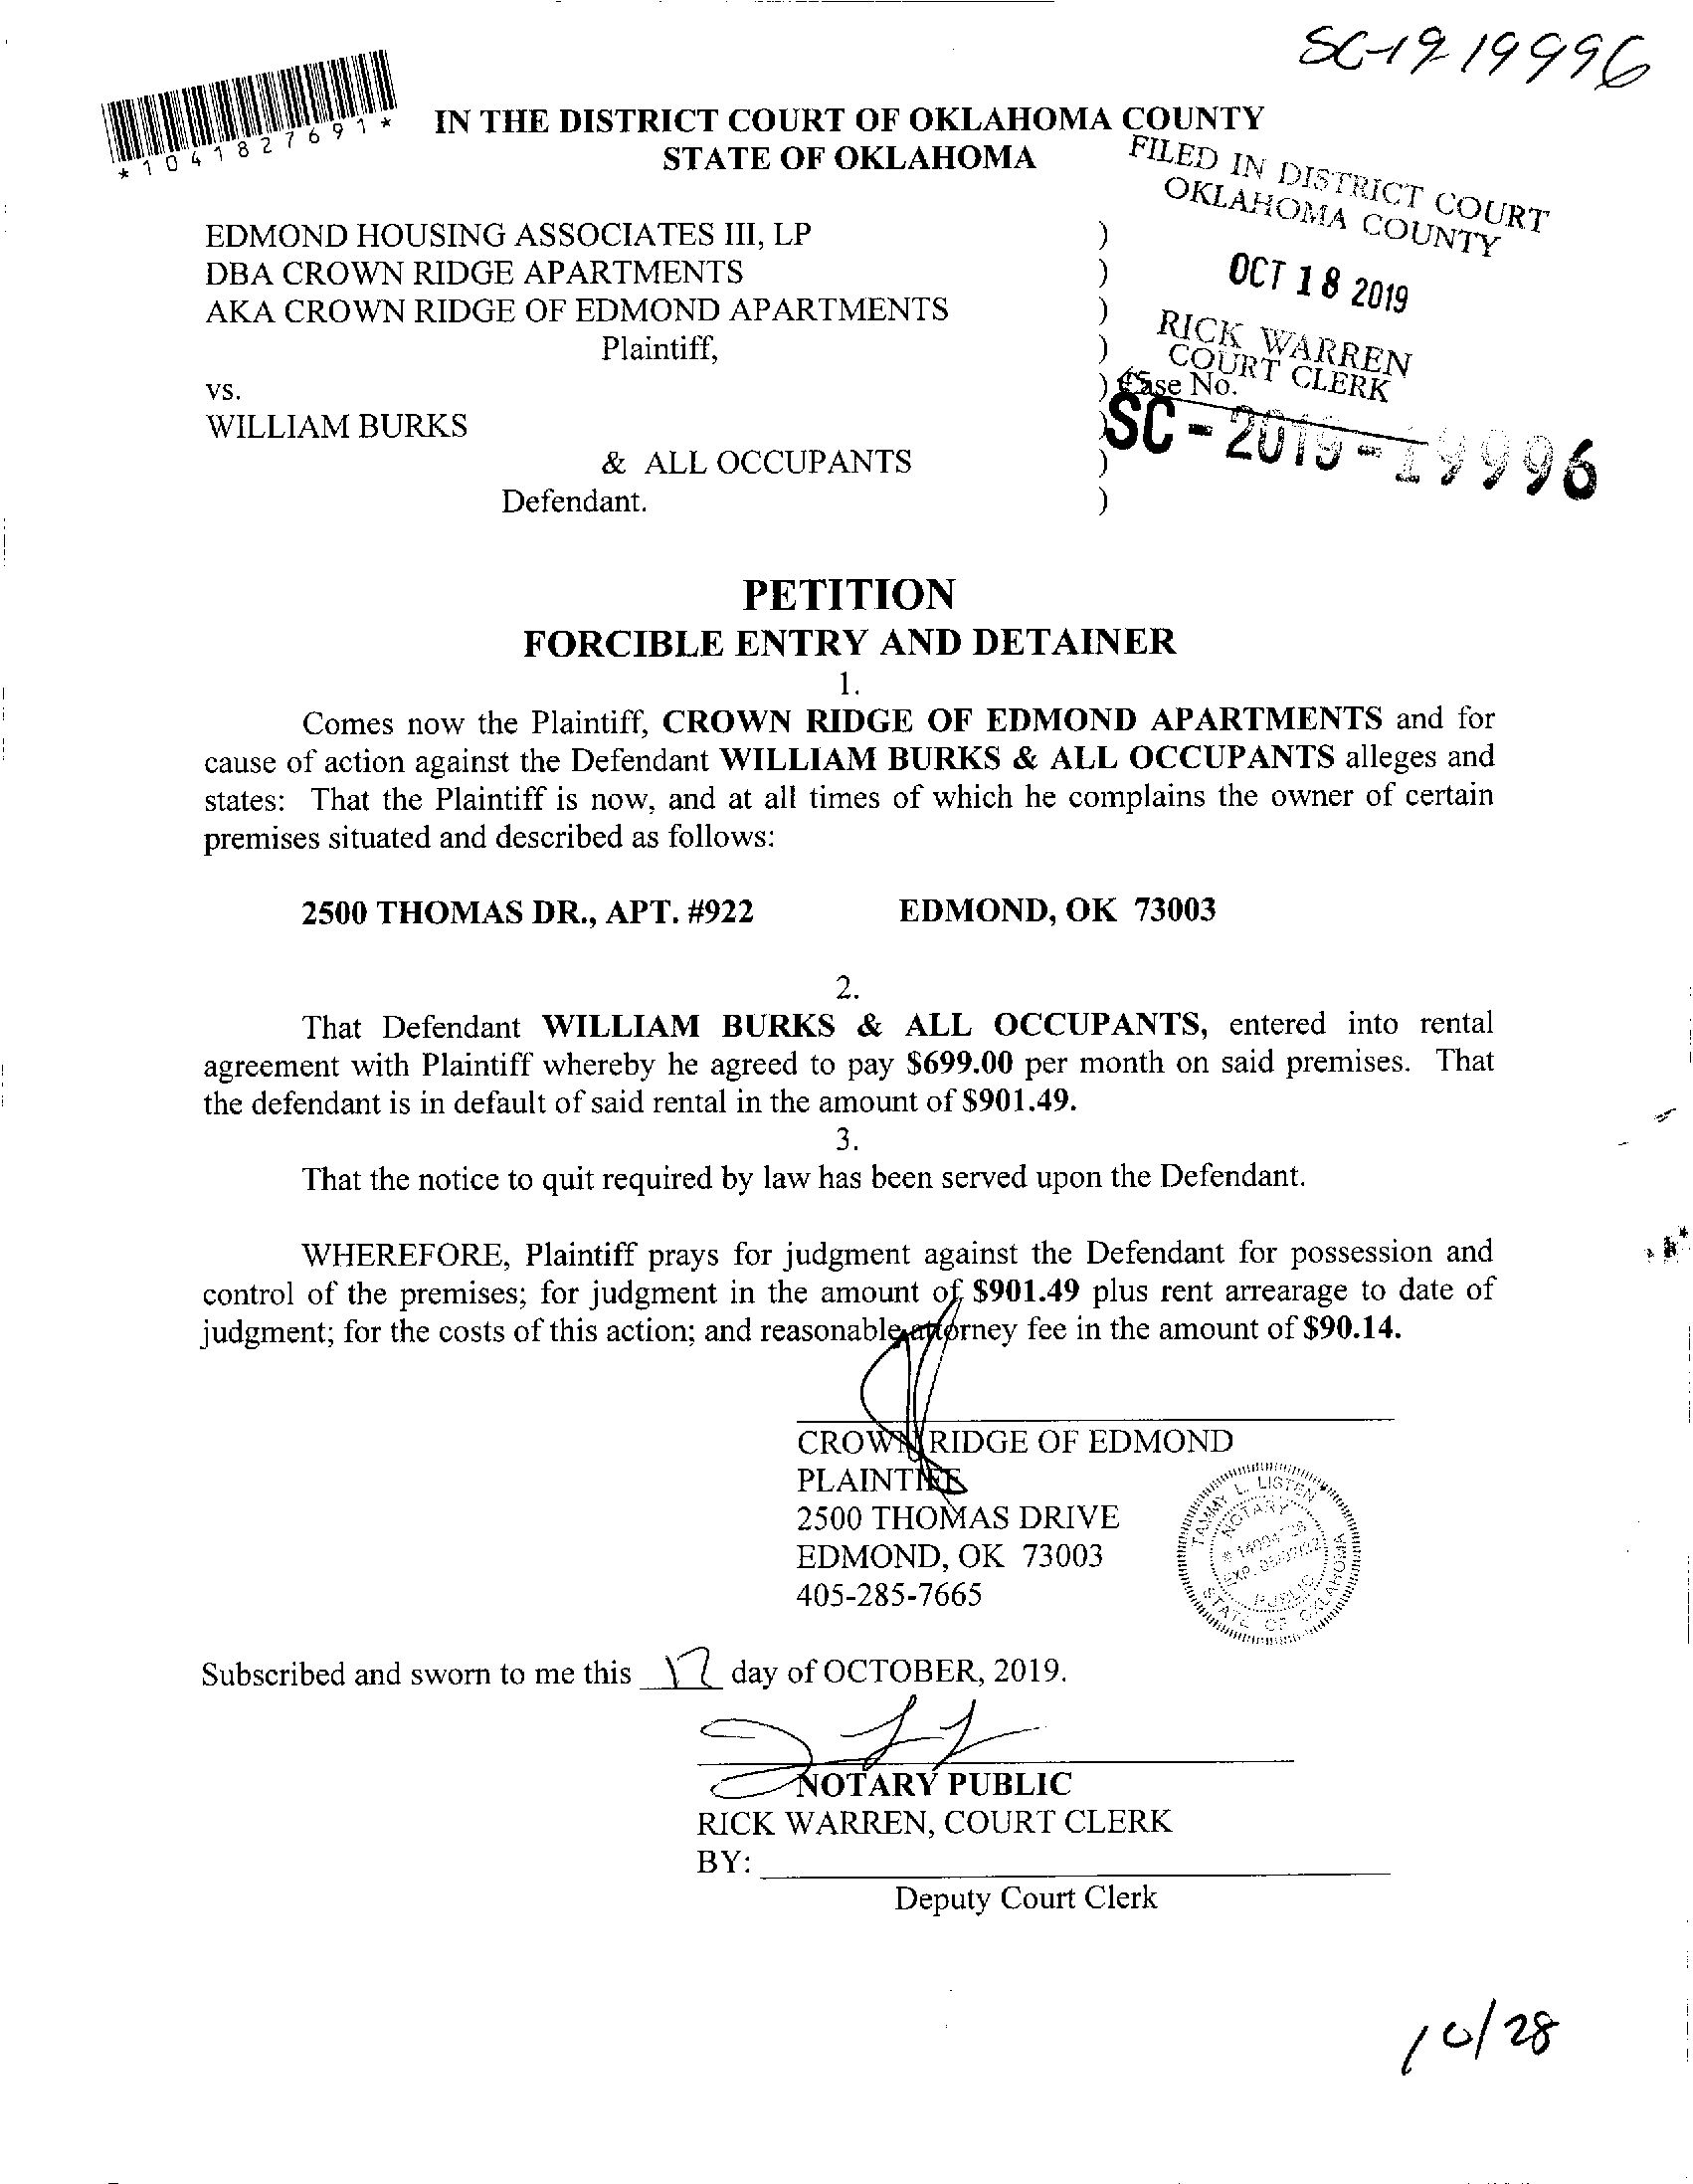 SC-19 19996
*1041827691*
IN THE DISTRICT COURT OF OKLAHOMA COUNTY
STATE OF OKLAHOMA
FILED IN DISTRICT COURT
OKLAHOMA COUNTY
OCT 18 2019
RICK WARREN
COURT CLERK
EDMOND HOUSING ASSOCIATES III, LP )
DBA CROWN RIDGE APARTMENTS )
AKA CROWN RIDGE OF EDMOND APARTMENTS )
Plaintiff, )
vs. ) Case No.
WILLIAM BURKS ) SC - 2019 - 19996
& ALL OCCUPANTS )
Defendant. )
PETITION
FORCIBLE ENTRY AND DETAINER
1.
Comes now the Plaintiff, CROWN RIDGE OF EDMOND APARTMENTS and for
cause of action against the Defendant WILLIAM BURKS & ALL OCCUPANTS alleges and
states: That the Plaintiff is now, and at all times of which he complains the owner of certain
premises situated and described as follows:
2500 THOMAS DR., APT. #922 EDMOND, OK 73003
2.
That Defendant WILLIAM BURKS & ALL OCCUPANTS, entered into rental
agreement with Plaintiff whereby he agreed to pay $699.00 per month on said premises. That
the defendant is in default of said rental in the amount of $901.49.
3.
That the notice to quit required by law has been served upon the Defendant.
WHEREFORE, Plaintiff prays for judgment against the Defendant for possession and
control of the premises; for judgment in the amount of $901.49 plus rent arrearage to date of
judgment; for the costs of this action; and reasonable attorney fee in the amount of $90.14.
CROWN RIDGE OF EDMOND
PLAINTIFF
2500 THOMAS DRIVE
EDMOND, OK 73003
405-285-7665
TAMMY L. LISTEN
NOTARY
PUBLIC
STATE OF OKLAHOMA
Subscribed and sworn to me this 17 day of OCTOBER, 2019.
NOTARY PUBLIC
RICK WARREN, COURT CLERK
BY:
Deputy Court Clerk
10/28